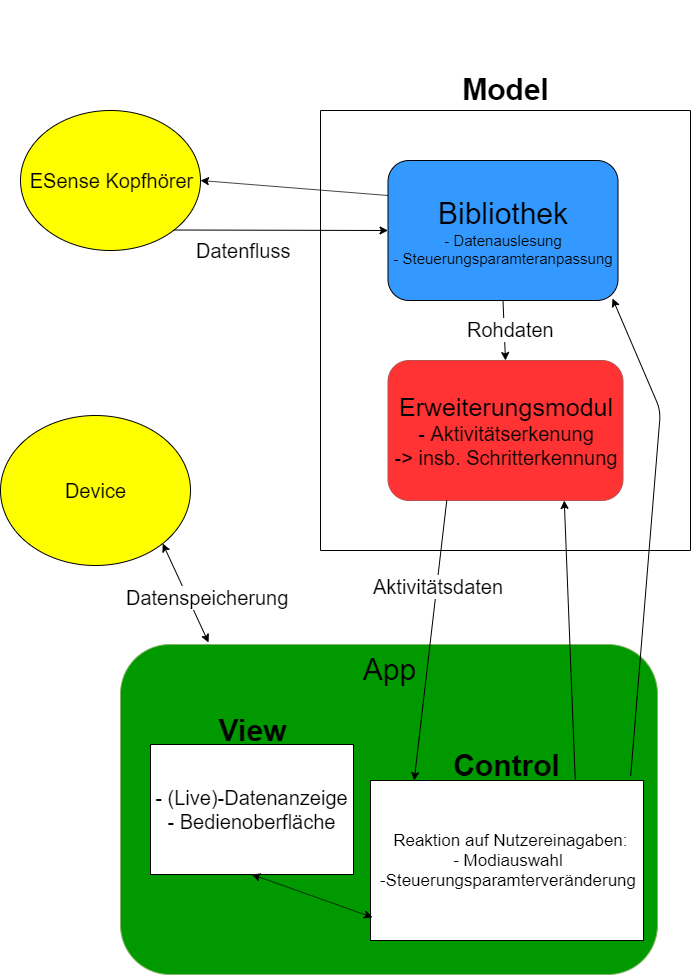 Model
ESense Kopfhörer
Bibliothek
- Datenauslesung
- Steuerungsparamteranpassung
Datenfluss
Rohdaten
Erweiterungsmodul
- Aktivitätserkenung
-> insb. Schritterkennung
Device
Aktivitätsdaten
Datenspeicherung
App
View
- (Live)-Datenanzeige
- Bedienoberfläche
Control
Reaktion auf Nutzereinagaben:
- Modiauswahl
-Steuerungsparamterveränderung